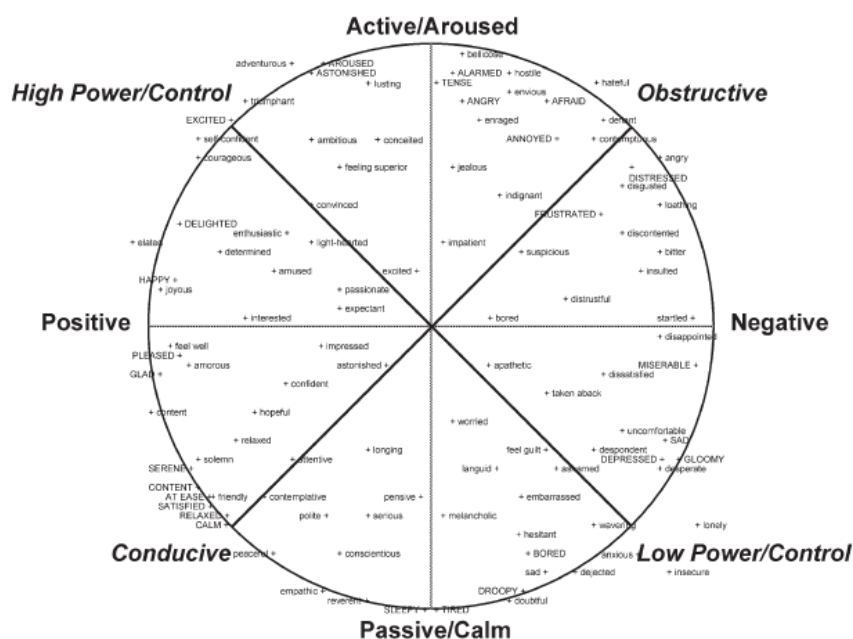 Active/Aroused
+ bellicose
adventurous +
+ AROUSED
+ ASTONISHED
+ ALARMED
+ hostile
+ lusting
+ TENSE
+ hateful
High Power/Control
Obstructive
+ envious
+ triumphant
+ ANGRY
+ AFRAID
EXCITED +
+ enraged
+ defiant
+ self-confident
+ ambitious
+ conceited
ANNOYED +
+ contemptuous
+ courageous
+ angry
+ feeling superior
+ jealous
+
DISTRESSED
+ disgusted
+ indignant
+ convinced
+ loathing
FRUSTRATED +
+ DELIGHTED
enthusiastic +
+ discontented
+ elated
+ light-hearted
+ impatient
+ determined
+ suspicious
+ bitter
+ amused
excited +
+ insulted
HAPPY +
+ joyous
+ passionate
+ distrustful
+ expectant
Positive
+ interested
+ bored
startled +
Negative
+ disappointed
+ feel well
+ impressed
PLEASED +
+ amorous
astonished +
+ apathetic
MISERABLE +
GLAD +
+ dissatisfied
+ confident
+ taken aback
+ content
+ hopeful
+ worried
+ uncomfortable
+ relaxed
+ SAD
+ longing
feel guilt +
+ despondent
+ solemn
+ attentive
DEPRESSED +
+ GLOOMY
SERENE +
languid +
+ ashamed
+ desperate
CONTENT +
AT EASE +
+ friendly
+ contemplative
pensive +
+ embarrassed
SATISFIED +
RELAXED +
polite +
+ serious
+ melancholic
CALM +
+ wavering
+ lonely
+ hesitant
Conducive
peaceful +
+ conscientious
+ BORED
anxious +
Low Power/Control
sad +
+ dejected
+ insecure
empathic +
DROOPY +
reverent +
+ doubtful
SLEEPY +
+ TIRED
Passive/Calm